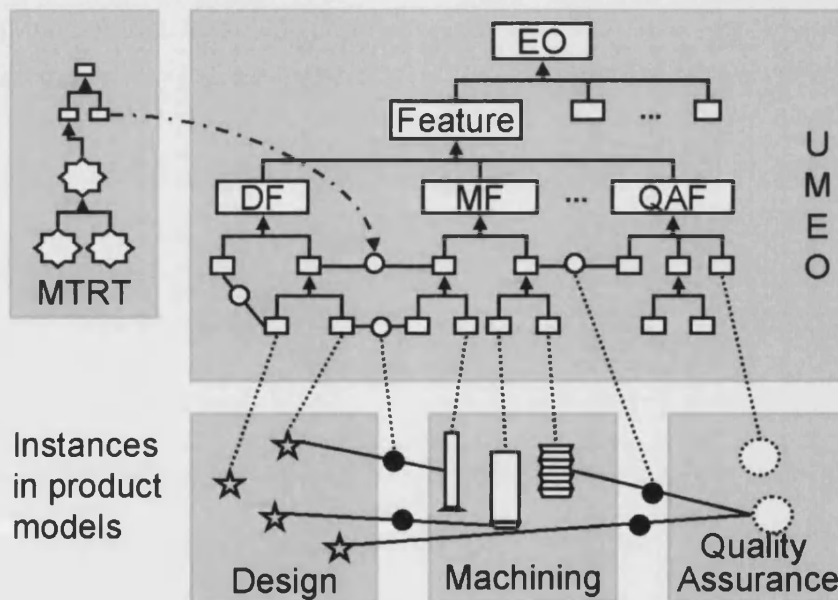 EO
Feature
...
DF
MF
...
QAF
U
M
E
O
MTRT
Instances
in product
models
Design
Machining
Quality
Assurance